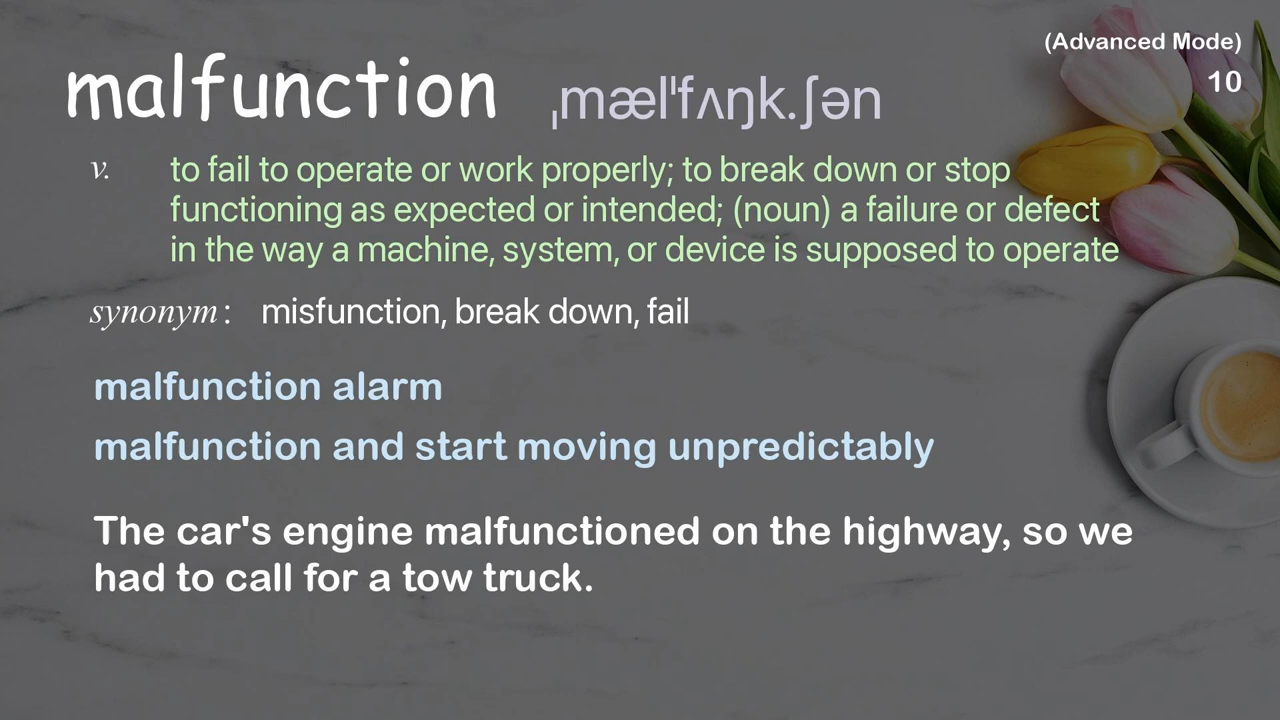 (Advanced Mode)
10
malfunction ˌmælˈfʌŋk.ʃən
v. to fail to operate or work properly; to break down or stop
functioning as expected or intended; (noun) a failure or defect
in the way a machine, system, or device is supposed to operate
synonym : misfunction, break down, fail
malfunction alarm
malfunction and start moving unpredictably
The car's engine malfunctioned on the highway, so we
had to call for a tow truck.